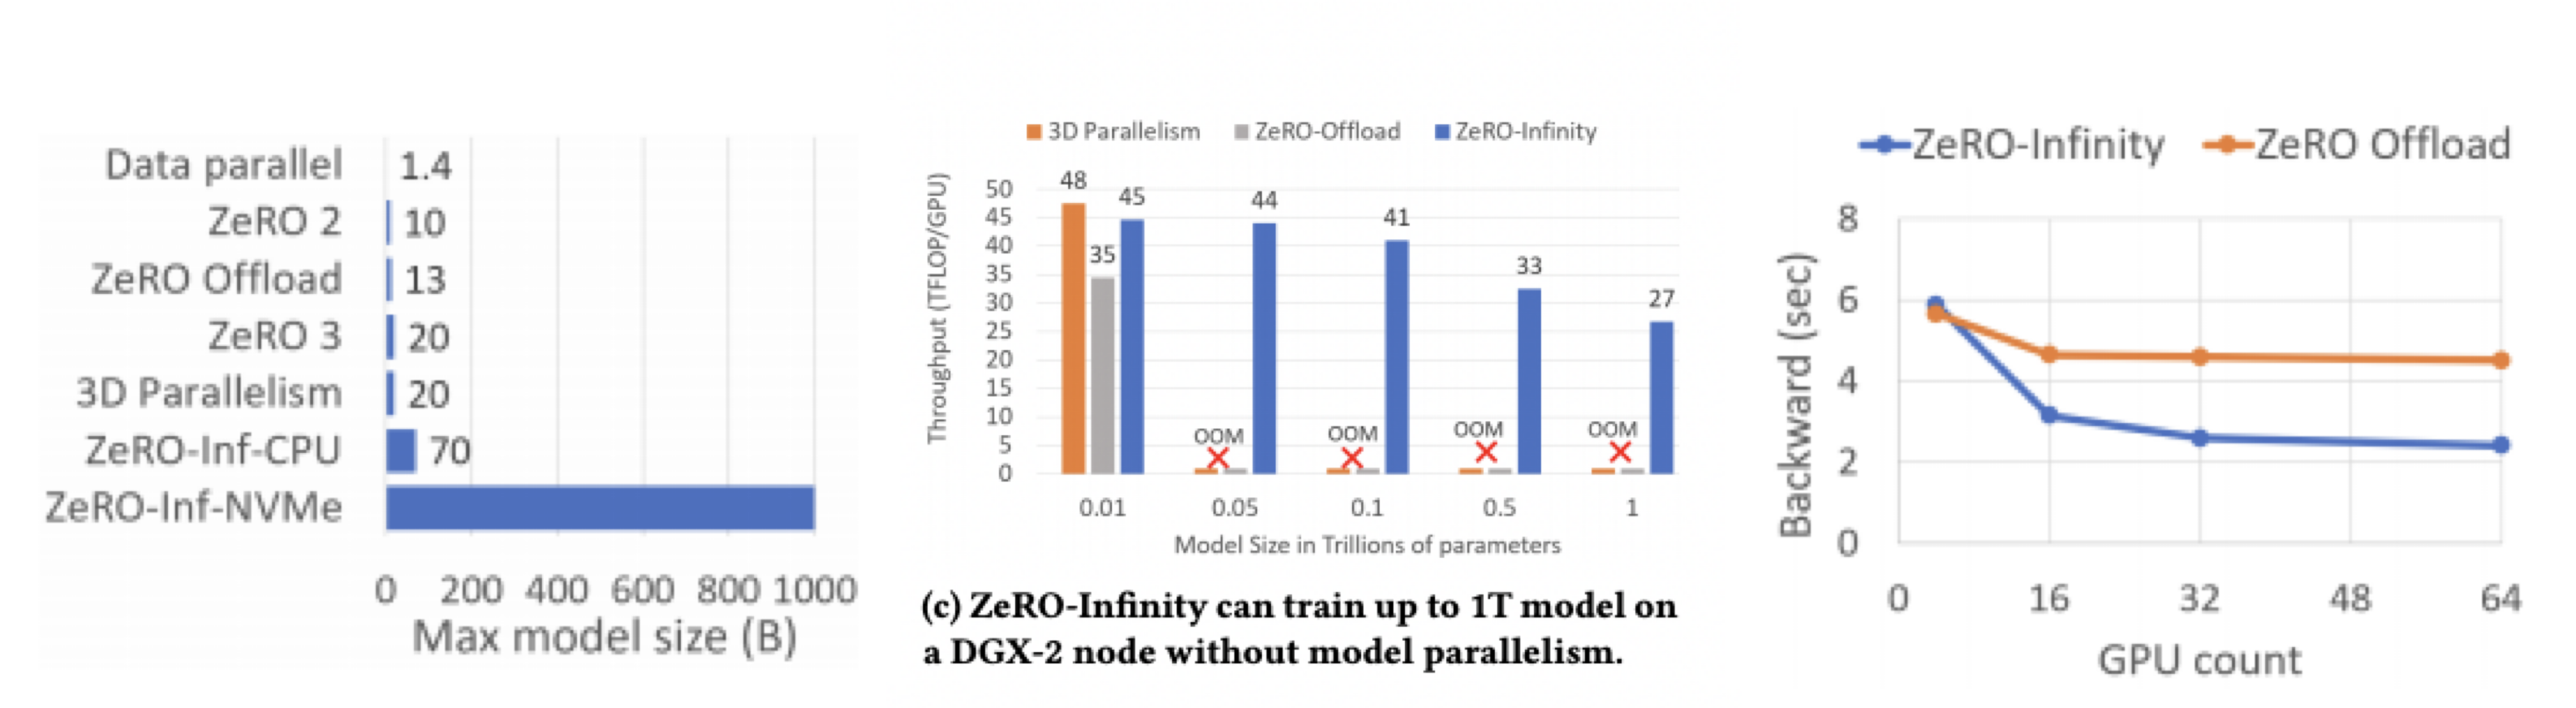 Data parallel 1.4
ZeRO 2 10
ZeRO Offload 13
ZeRO 3 20
3D Parallelism 20
ZeRO-Inf-CPU 70
ZeRO-Inf-NVMe
0 200 400 600 800 1000
Max model size (B)
3D Parallelism ZeRO-Offload ZeRO-Infinity
Throughput (TFLOP/GPU)
50
45
40
35
30
25
20
15
10
5
0
48
35
45
OOM
44
OOM
41
OOM
33
OOM
27
0.01 0.05 0.1 0.5 1
Model Size in Trillions of parameters
(c) ZeRO-Infinity can train up to 1T model on
a DGX-2 node without model parallelism.
ZeRO-Infinity ZeRO Offload
Backward (sec)
8
6
4
2
0
0 16 32 48 64
GPU count